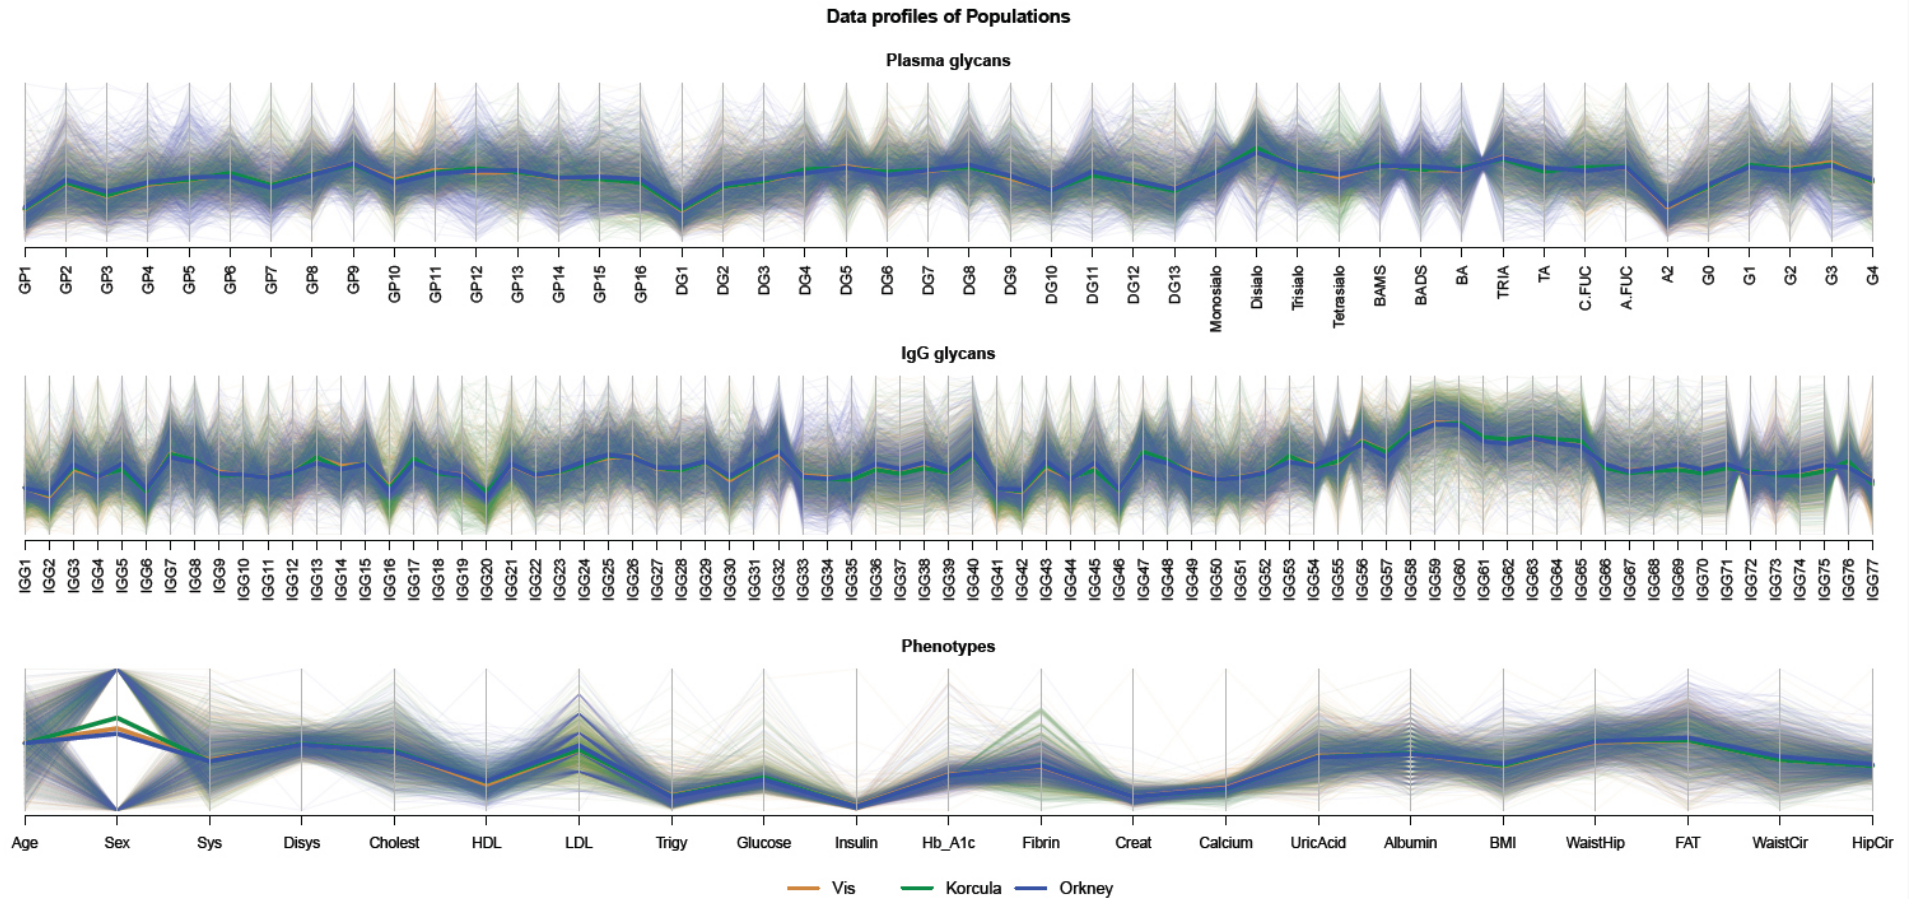 Data profiles of Populations
Plasma glycans
GP1 GP2 GP3 GP4 GP5 GP6 GP7 GP8 GP9 GP10 GP11 GP12 GP13 GP14 GP15 GP16 DG1 DG2 DG3 DG4 DG5 DG6 DG7 DG8 DG9 DG10 DG11 DG12 DG13 Monosialo Disialo Trisialo Tetrasialo BAMS BADS BA TRIA TA C.FUC A.FUC A2 G0 G1 G2 G3 G4
IgG glycans
IGG1 IGG2 IGG3 IGG4 IGG5 IGG6 IGG7 IGG8 IGG9 IGG10 IGG11 IGG12 IGG13 IGG14 IGG15 IGG16 IGG17 IGG18 IGG19 IGG20 IGG21 IGG22 IGG23 IGG24 IGG25 IGG26 IGG27 IGG28 IGG29 IGG30 IGG31 IGG32 IGG33 IGG34 IGG35 IGG36 IGG37 IGG38 IGG39 IGG40 IGG41 IGG42 IGG43 IGG44 IGG45 IGG46 IGG47 IGG48 IGG49 IGG50 IGG51 IGG52 IGG53 IGG54 IGG55 IGG56 IGG57 IGG58 IGG59 IGG60 IGG61 IGG62 IGG63 IGG64 IGG65 IGG66 IGG67 IGG68 IGG69 IGG70 IGG71 IGG72 IGG73 IGG74 IGG75 IGG76 IGG77
Phenotypes
Age Sex Sys Disys Cholest HDL LDL Trigy Glucose Insulin Hb_A1c Fibrin Creat Calcium UricAcid Albumin BMI WaistHip FAT WaistCir HipCir
Vis Korcula Orkney